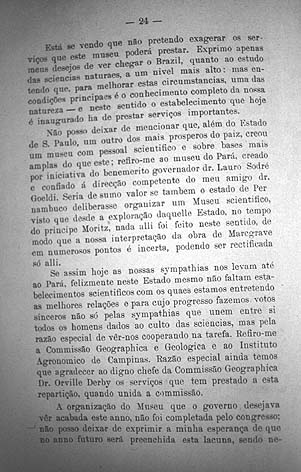 — 24 —
Está se vendo que não pretendo exagerar os ser-
viços que este museu poderá prestar. Exprimo apenas
meus desejos de ver chegar o Brazil, quanto ao estudo
das sciencias naturaes, a um nivel mais alto: mas en-
tendo que, para melhorar estas circumstancias, uma das
condições principaes é o conhecimento completo da nossa
natureza — e neste sentido o estabelecimento que hoje
é inaugurado ha de prestar serviços importantes.
Não posso deixar de mencionar que, além do Estado
de S. Paulo, um outro dos mais prosperos do paiz, creou
um museu com pessoal scientifico e sobre bases mais
amplas do que este; refiro-me ao museu do Pará, creado
por iniciativa do benemerito governador dr. Lauro Sodré
e confiado á direcção competente do meu amigo dr.
Goeldi. Seria de sumo valor se tambem o estado de Per
nambuco deliberasse organizar um Museu scientifico,
visto que desde a exploração daquelle Estado, no tempo
do principe Moritz, nada alli foi feito neste sentido, de
modo que a nossa interpretação da obra de Marcgrave
em numerosos pontos é incerta, podendo ser rectificada
só alli.
Se assim hoje as nossas sympathias nos levam até
ao Pará, felizmente neste Estado mesmo não faltam esta-
belecimentos scientificos com os quaes estamos entretendo
as melhores relações e para cujo progresso fazemos votos
sinceros não só pelas sympathias que unem entre si
todos os homens dados ao culto das sciencias, mas pela
razão especial de vêr-nos cooperando na tarefa. Refiro-me
a Commissão Geographica e Geologica e ao Instituto
Agronomico de Campinas. Razão especial ainda temos
que agradecer ao digno chefe da Commissão Geographica
Dr. Orville Derby os serviços que tem prestado a esta
repartição, quando unida a commissão.
A organização do Museu que o governo desejava
vêr acabada este anno, não foi completada pelo congresso;
não posso deixar de exprimir a minha esperança de que
no anno futuro será preenchida esta lacuna, sendo ne-